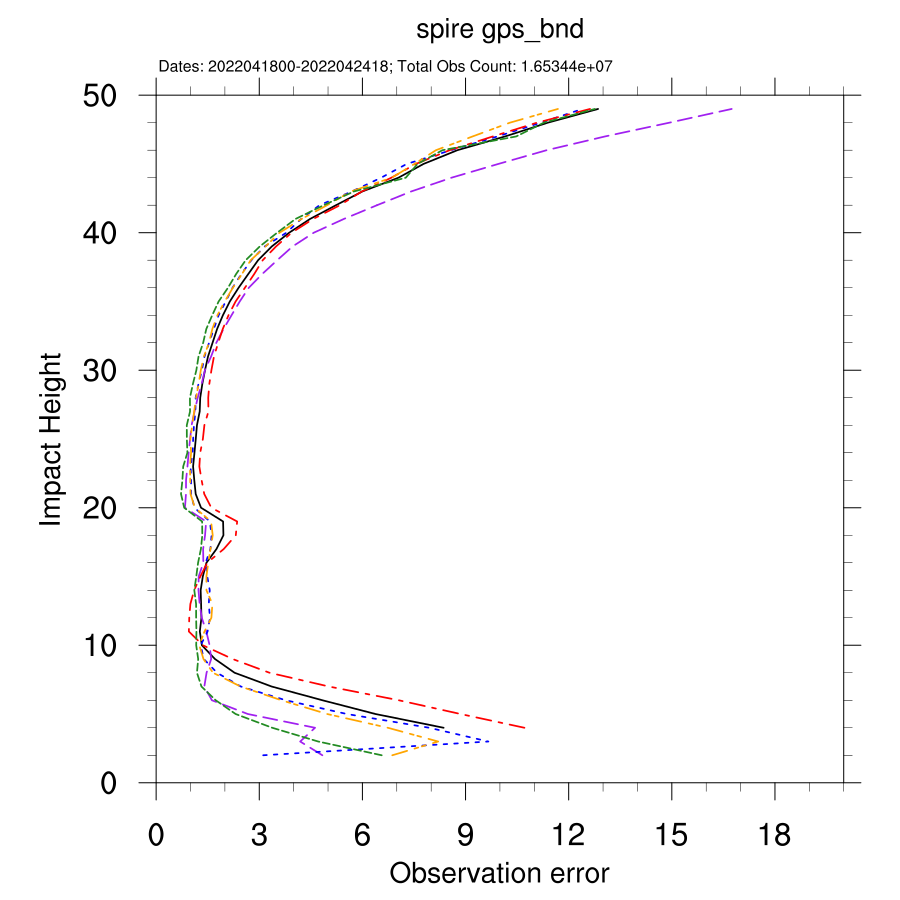 spire gps_bnd
Dates: 2022041800-2022042418; Total Obs Count: 1.65344e+07
50
40
30
20
10
0
Impact Height
0 3 6 9 12 15 18
Observation error